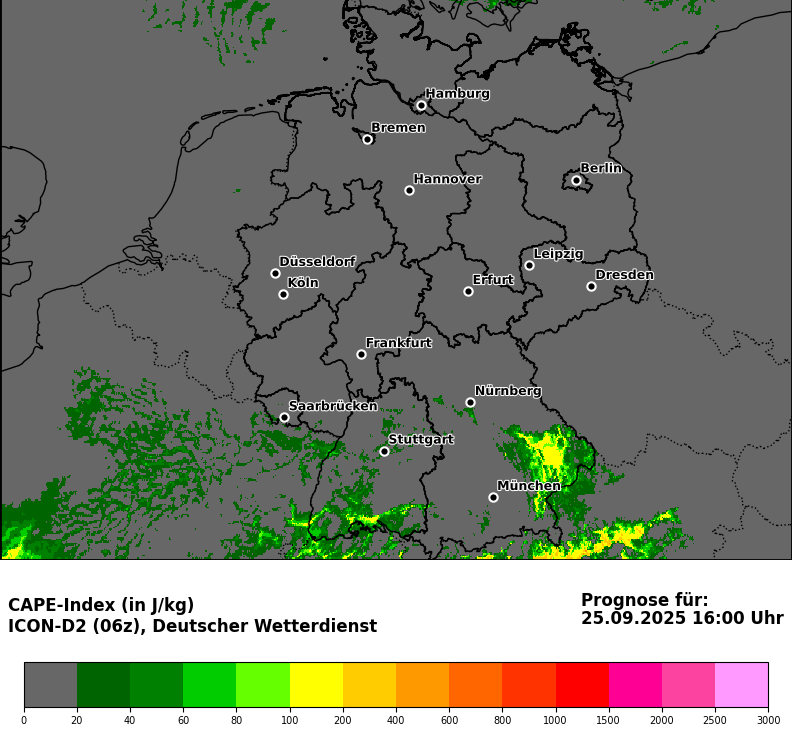 Hamburg
Bremen
Berlin
Hannover
Leipzig
Düsseldorf
Dresden
Köln
Erfurt
Frankfurt
Nürnberg
Saarbrücken
Stuttgart
München
CAPE-Index (in J/kg)
ICON-D2 (06z), Deutscher Wetterdienst
Prognose für:
25.09.2025 16:00 Uhr
0 20 40 60 80 100 200 400 600 800 1000 1500 2000 2500 3000